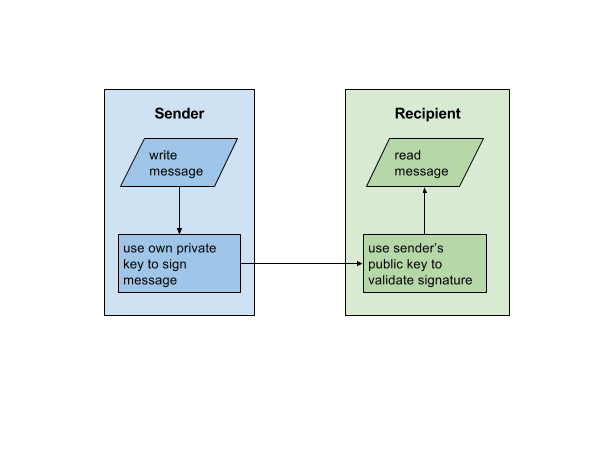 Sender
write
message
use own private
key to sign
message
Recipient
read
message
use sender's
public key to
validate signature